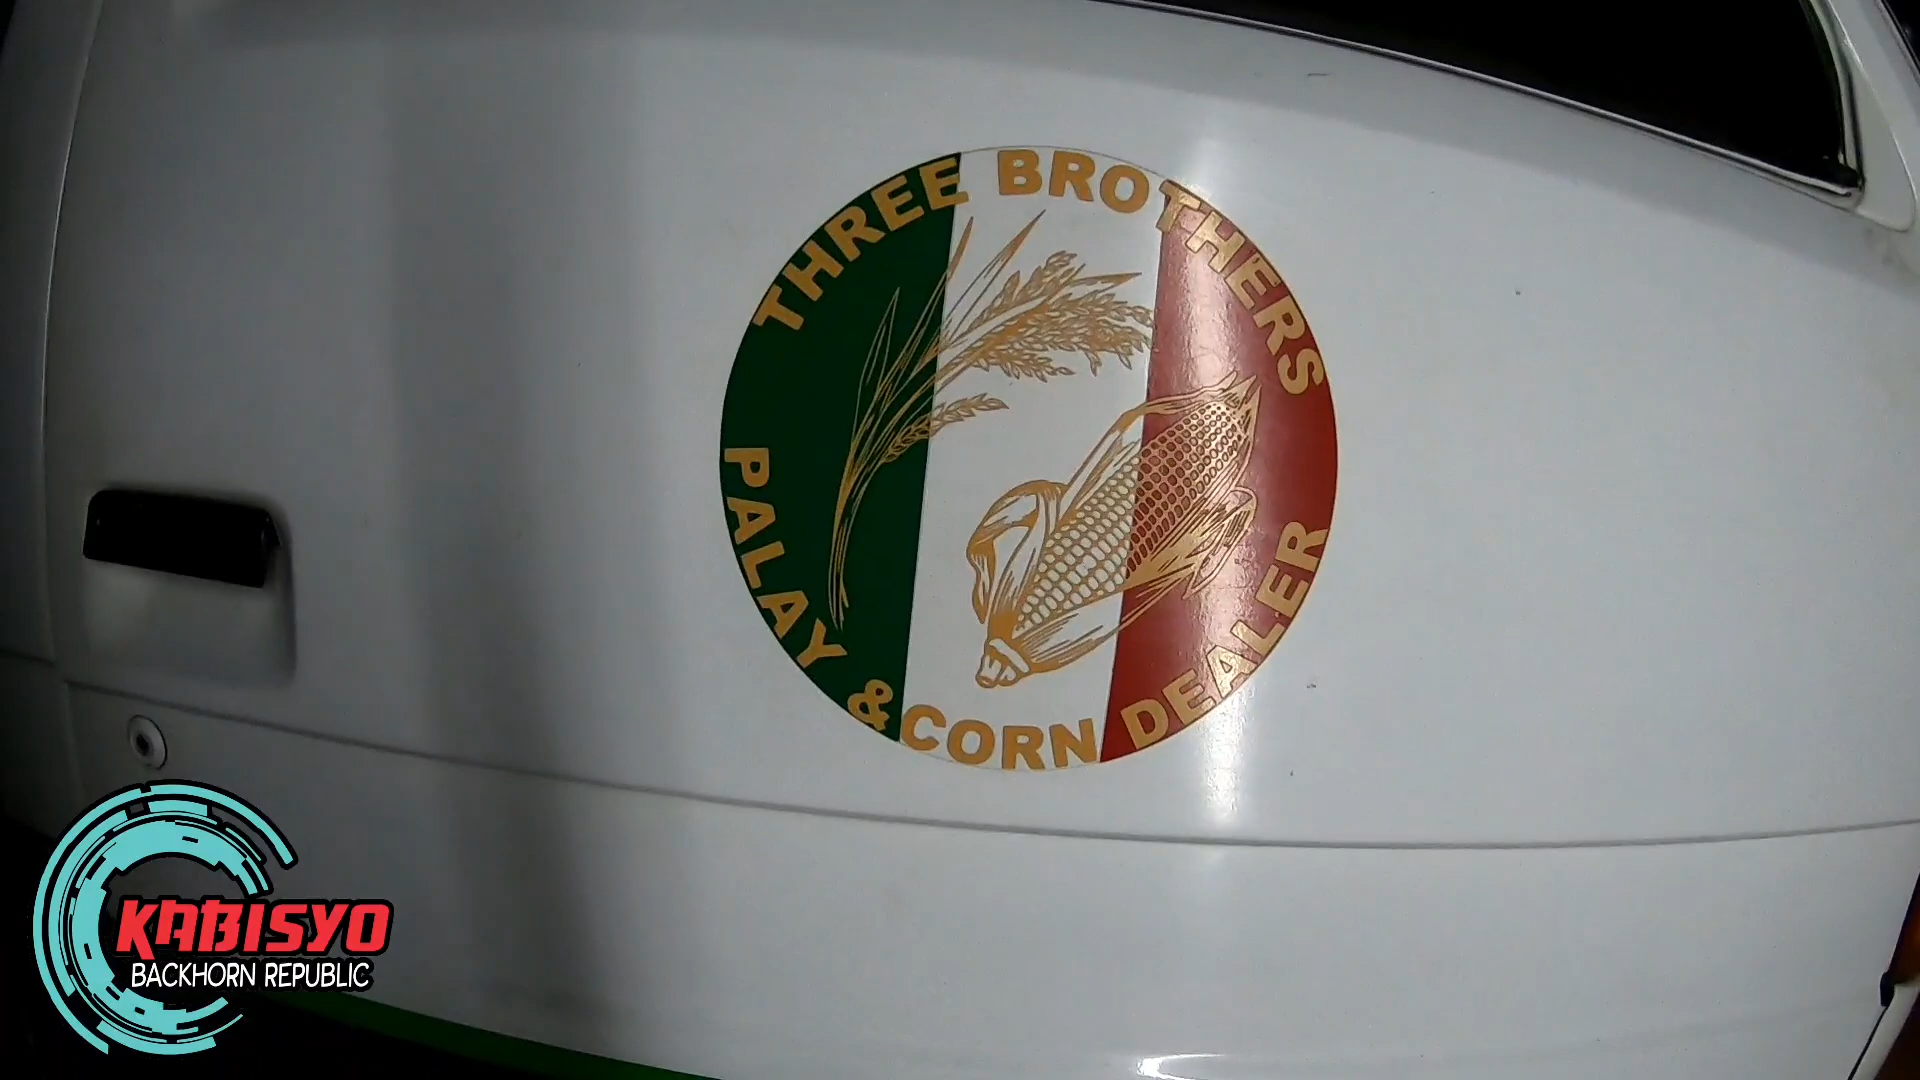 THREE BROTHERS
PALAY & CORN DEALER
KABISYO
BACKHORN REPUBLIC